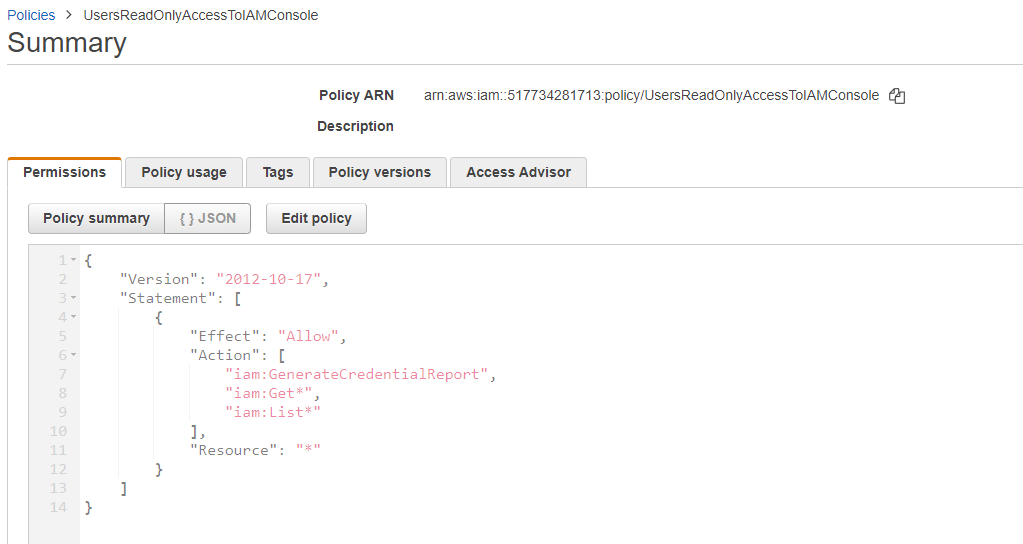 Policies > UsersReadOnlyAccessToIAMConsole
Summary
Policy ARN arn:aws:iam::517734281713:policy/UsersReadOnlyAccessToIAMConsole
Description
Permissions Policy usage Tags Policy versions Access Advisor
Policy summary { } JSON Edit policy
1 {
2 "Version": "2012-10-17",
3 "Statement": [
4 {
5 "Effect": "Allow",
6 "Action": [
7 "iam:GenerateCredentialReport",
8 "iam:Get*",
9 "iam:List*"
10 ],
11 "Resource": "*"
12 }
13 ]
14 }